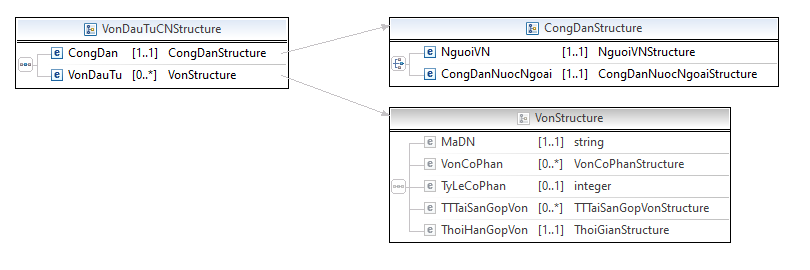 VonDauTuCNStructure
CongDan [1..1] CongDanStructure
VonDauTu [0..*] VonStructure
CongDanStructure
NguoiVN [1..1] NguoiVNStructure
CongDanNuocNgoai [1..1] CongDanNuocNgoaiStructure
VonStructure
MaDN [1..1] string
VonCoPhan [0..*] VonCoPhanStructure
TyLeCoPhan [0..1] integer
TTTaiSanGopVon [0..*] TTTaiSanGopVonStructure
ThoiHanGopVon [1..1] ThoiGianStructure